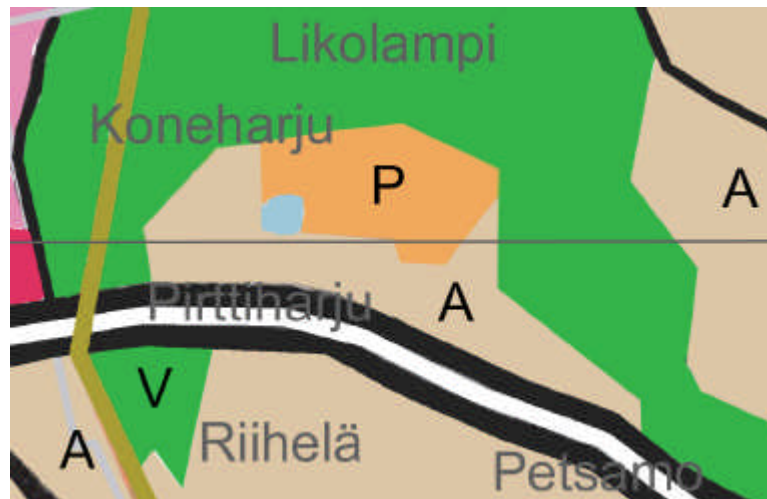 Likolampi
Koneharju
P
A
Pirttiharju
A
V
Riihelä
A
Petsamo